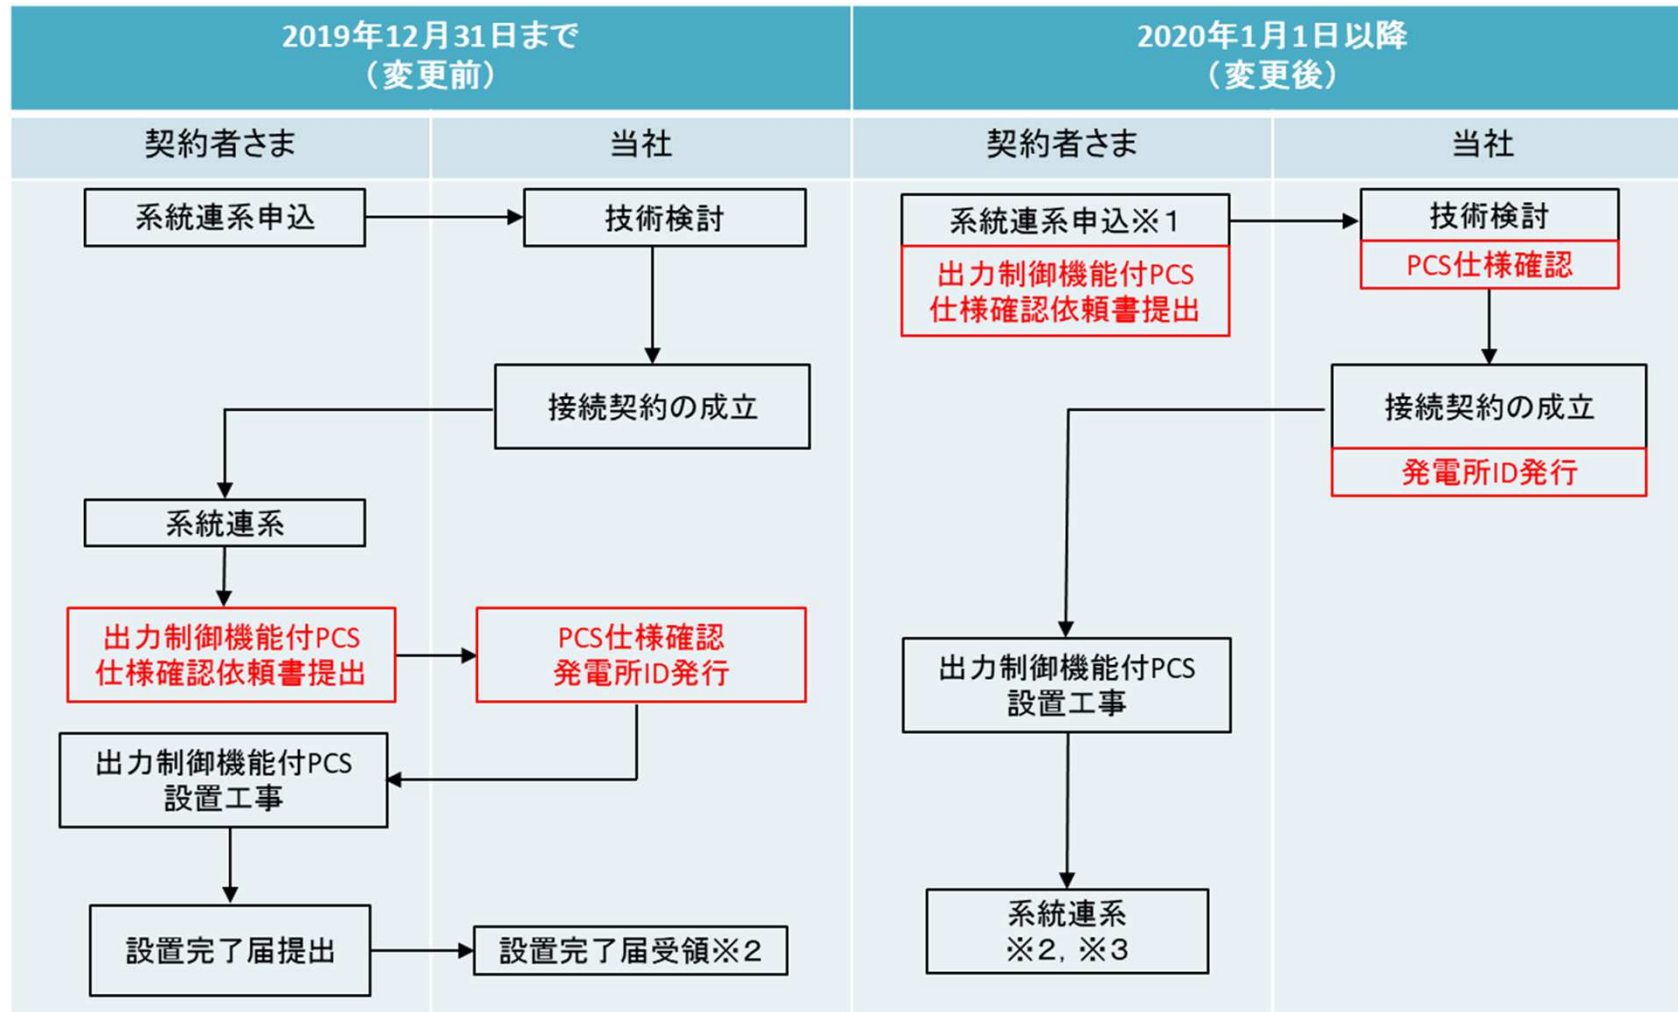 2019年12月31日まで
（変更前）
契約者さま
当社
系統連系申込
技術検討
接続契約の成立
系統連系
出力制御機能付PCS
仕様確認依頼書提出
PCS仕様確認
発電所ID発行
出力制御機能付PCS
設置工事
設置完了届提出
設置完了届受領※2
2020年1月1日以降
（変更後）
契約者さま
当社
系統連系申込※1
出力制御機能付PCS
仕様確認依頼書提出
技術検討
PCS仕様確認
接続契約の成立
発電所ID発行
出力制御機能付PCS
設置工事
系統連系
※2，※3